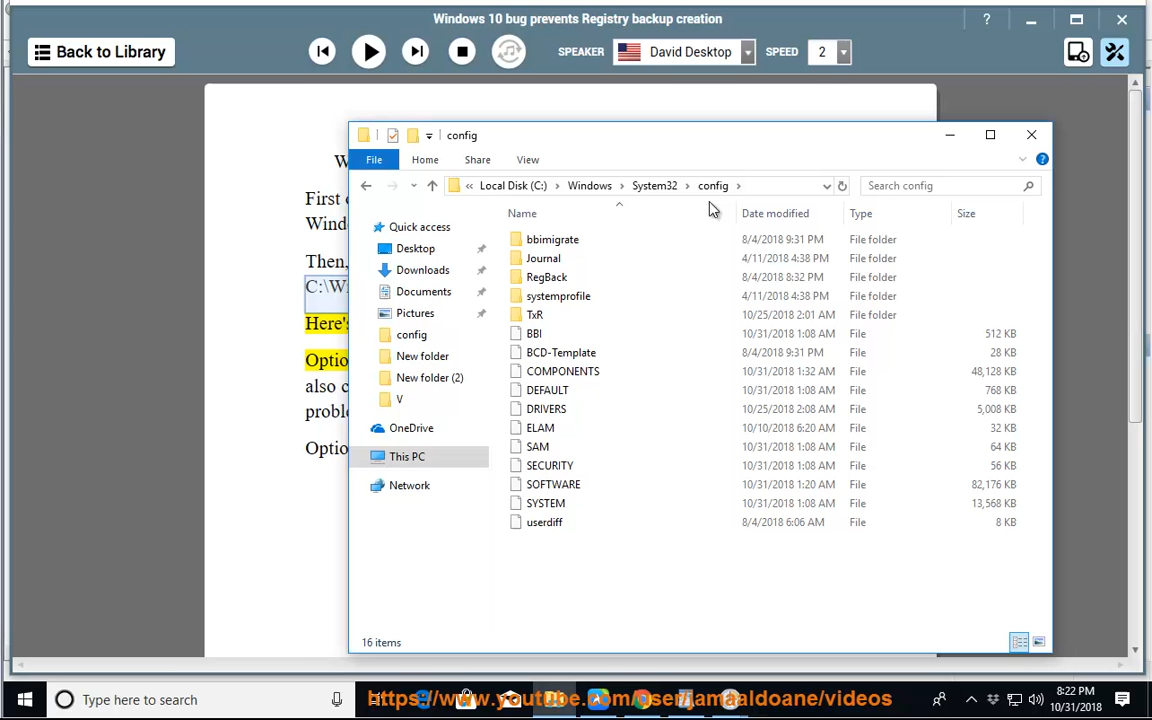 Windows 10 bug prevents Registry backup creation
?
Back to Library
SPEAKER
David Desktop
SPEED
2
W
First
Wind
Then,
C:\Wi
Here's
Optio
also c
proble
Optio
config
File
Home
Share
View
« Local Disk (C:) › Windows › System32 › config ›
Search config
Name
Date modified
Type
Size
Quick access
Desktop
Downloads
Documents
Pictures
config
New folder
New folder (2)
V
OneDrive
This PC
Network
bbimigrate 8/4/2018 9:31 PM File folder
Journal 4/11/2018 4:38 PM File folder
RegBack 8/4/2018 8:32 PM File folder
systemprofile 4/11/2018 4:38 PM File folder
TxR 10/25/2018 2:01 AM File folder
BBI 10/31/2018 1:08 AM File 512 KB
BCD-Template 8/4/2018 9:31 PM File 28 KB
COMPONENTS 10/31/2018 1:32 AM File 48,128 KB
DEFAULT 10/31/2018 1:08 AM File 768 KB
DRIVERS 10/25/2018 2:08 AM File 5,008 KB
ELAM 10/10/2018 6:20 AM File 32 KB
SAM 10/31/2018 1:08 AM File 64 KB
SECURITY 10/31/2018 1:08 AM File 56 KB
SOFTWARE 10/31/2018 1:20 AM File 82,176 KB
SYSTEM 10/31/2018 1:08 AM File 13,568 KB
userdiff 8/4/2018 6:06 AM File 8 KB
16 items
Type here to search
https://www.youtube.com/user/jamaaldoane/videos
8:22 PM
10/31/2018